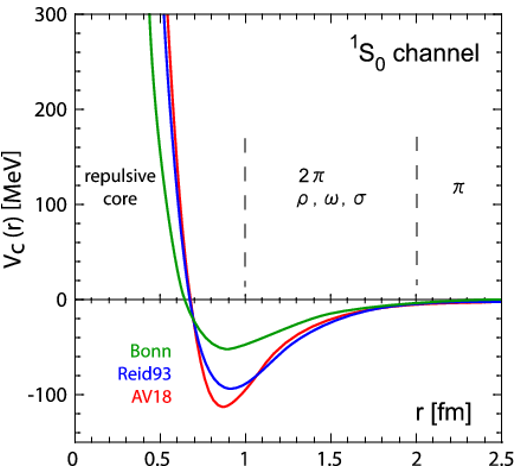 300
200
100
0
-100
V_C (r) [MeV]
¹S₀ channel
repulsive
core
2π
ρ , ω , σ
π
Bonn
Reid93
AV18
r [fm]
0 0.5 1 1.5 2 2.5